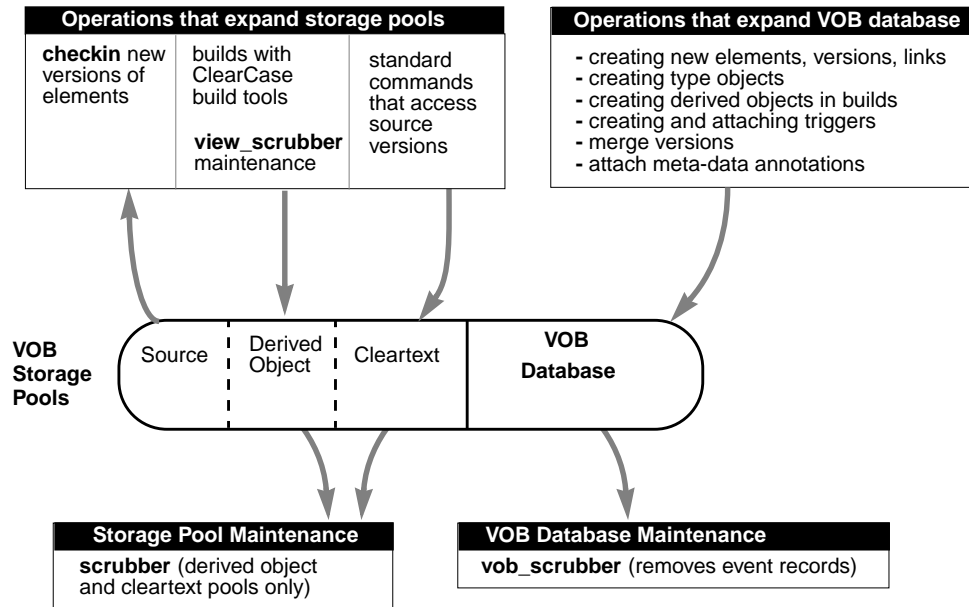 Operations that expand storage pools
checkin new
versions of
elements
builds with
ClearCase
build tools
view_scrubber
maintenance
standard
commands
that access
source
versions
Operations that expand VOB database
- creating new elements, versions, links
- creating type objects
- creating derived objects in builds
- creating and attaching triggers
- merge versions
- attach meta-data annotations
VOB
Storage
Pools
Source
Derived
Object
Cleartext
VOB
Database
Storage Pool Maintenance
scrubber (derived object
and cleartext pools only)
VOB Database Maintenance
vob_scrubber (removes event records)